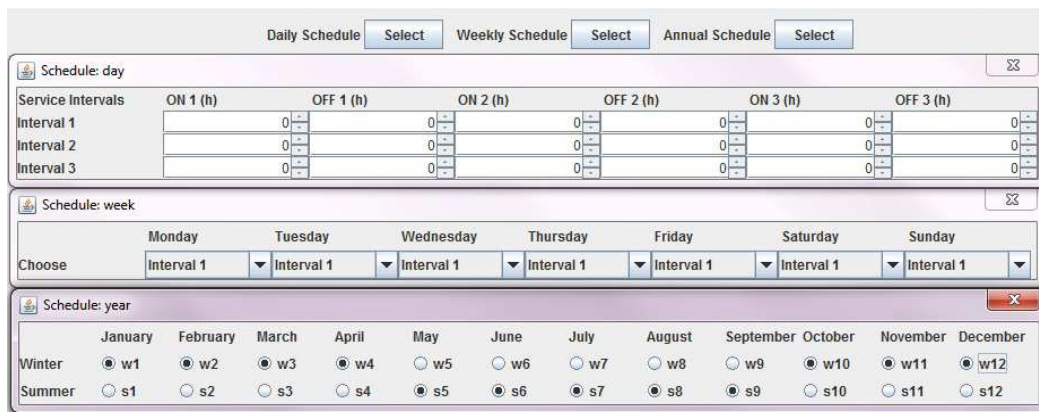 Daily Schedule Select Weekly Schedule Select Annual Schedule Select
Schedule: day
Service Intervals ON 1 (h) OFF 1 (h) ON 2 (h) OFF 2 (h) ON 3 (h) OFF 3 (h)
Interval 1 0 0 0 0 0 0
Interval 2 0 0 0 0 0 0
Interval 3 0 0 0 0 0 0
Schedule: week
Monday Tuesday Wednesday Thursday Friday Saturday Sunday
Choose Interval 1 Interval 1 Interval 1 Interval 1 Interval 1 Interval 1 Interval 1
Schedule: year
January February March April May June July August September October November December
Winter w1 w2 w3 w4 w5 w6 w7 w8 w9 w10 w11 w12
Summer s1 s2 s3 s4 s5 s6 s7 s8 s9 s10 s11 s12